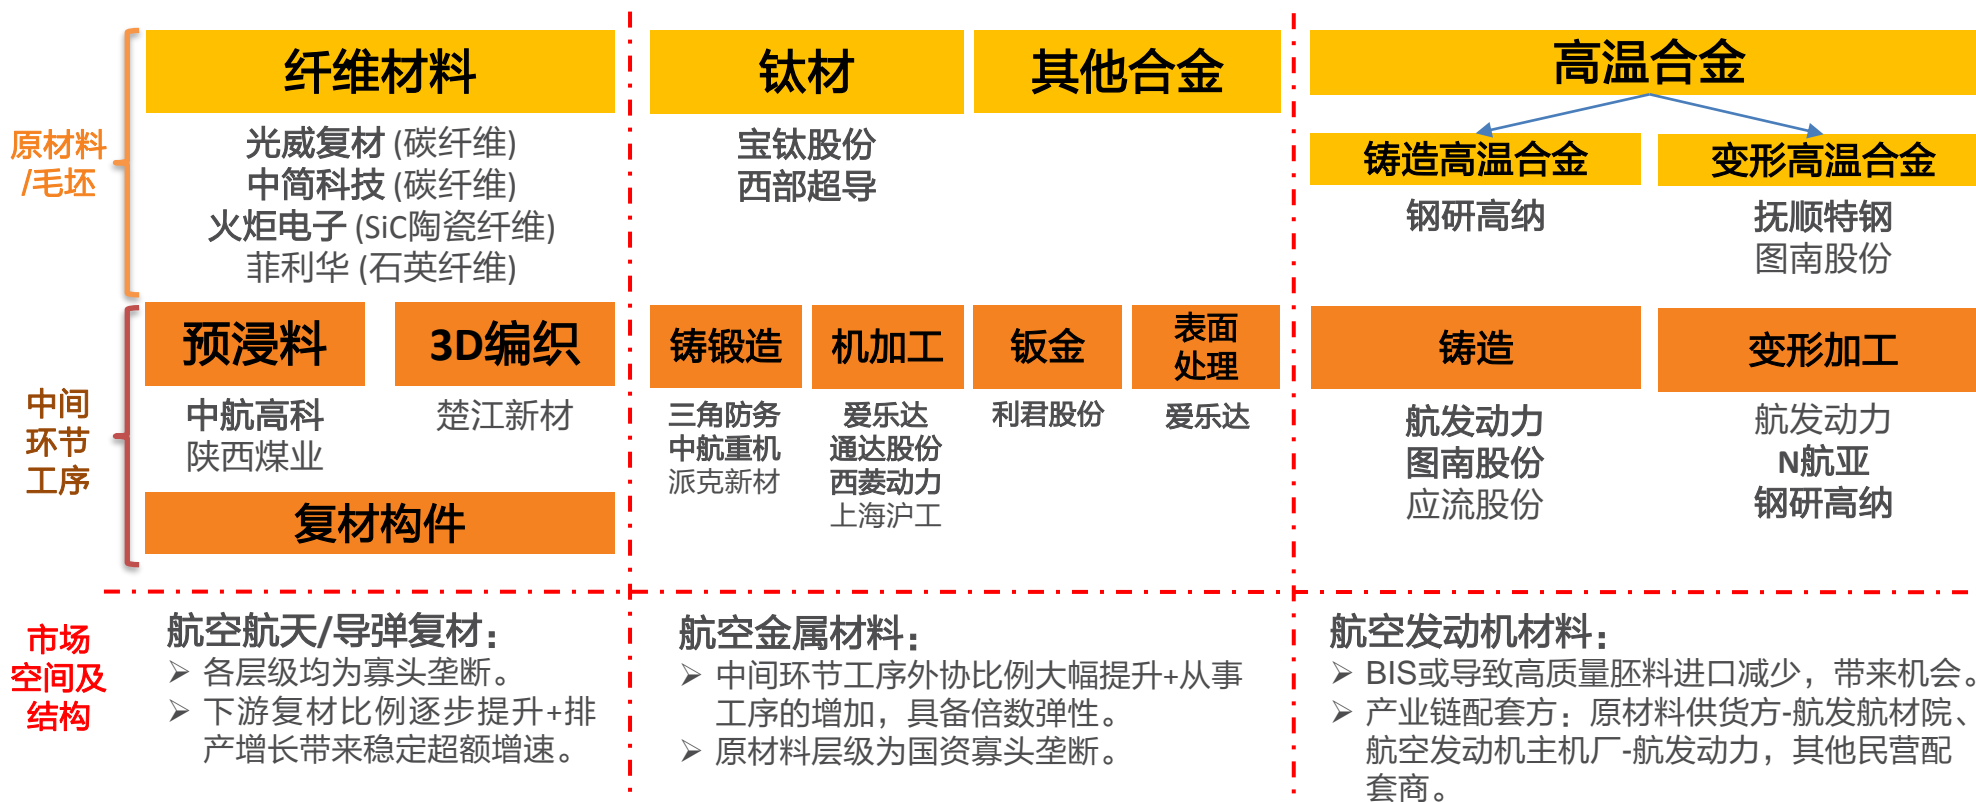 原材料
/毛坯
纤维材料
光威复材 (碳纤维)
中简科技 (碳纤维)
火炬电子 (SiC陶瓷纤维)
菲利华 (石英纤维)
钛材
宝钛股份
西部超导
其他合金
高温合金
铸造高温合金
钢研高纳
变形高温合金
抚顺特钢
图南股份
中间
环节
工序
预浸料
中航高科
陕西煤业
3D编织
楚江新材
复材构件
铸锻造
三角防务
中航重机
派克新材
机加工
爱乐达
通达股份
西菱动力
上海沪工
钣金
利君股份
表面
处理
爱乐达
铸造
航发动力
图南股份
应流股份
变形加工
航发动力
N航亚
钢研高纳
市场
空间及
结构
航空航天/导弹复材：
➢ 各层级均为寡头垄断。
➢ 下游复材比例逐步提升+排
产增长带来稳定超额增速。
航空金属材料：
➢ 中间环节工序外协比例大幅提升+从事
工序的增加，具备倍数弹性。
➢ 原材料层级为国资寡头垄断。
航空发动机材料：
➢ BIS或导致高质量胚料进口减少，带来机会。
➢ 产业链配套方：原材料供货方-航发航材院、
航空发动机主机厂-航发动力，其他民营配
套商。